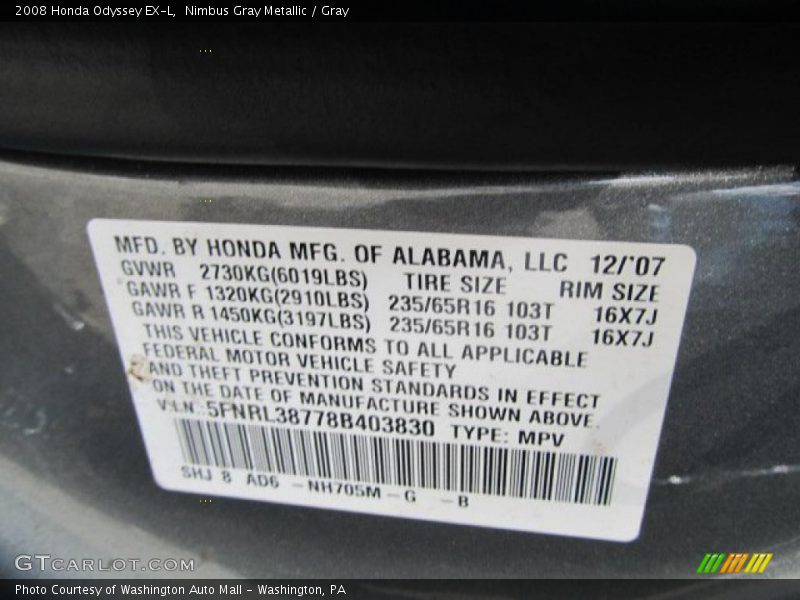 2008 Honda Odyssey EX-L,  Nimbus Gray Metallic / Gray
MFD. BY HONDA MFG. OF ALABAMA, LLC 12/'07
GVWR 2730KG(6019LBS) TIRE SIZE RIM SIZE
GAWR F 1320KG(2910LBS) 235/65R16 103T 16X7J
GAWR R 1450KG(3197LBS) 235/65R16 103T 16X7J
THIS VEHICLE CONFORMS TO ALL APPLICABLE
FEDERAL MOTOR VEHICLE SAFETY
AND THEFT PREVENTION STANDARDS IN EFFECT
ON THE DATE OF MANUFACTURE SHOWN ABOVE.
V.I.N.:5FNRL38778B403830 TYPE: MPV
SHJ 8 AD6 -NH705M-G -B
GTCarLot.com
Photo Courtesy of Washington Auto Mall - Washington, PA